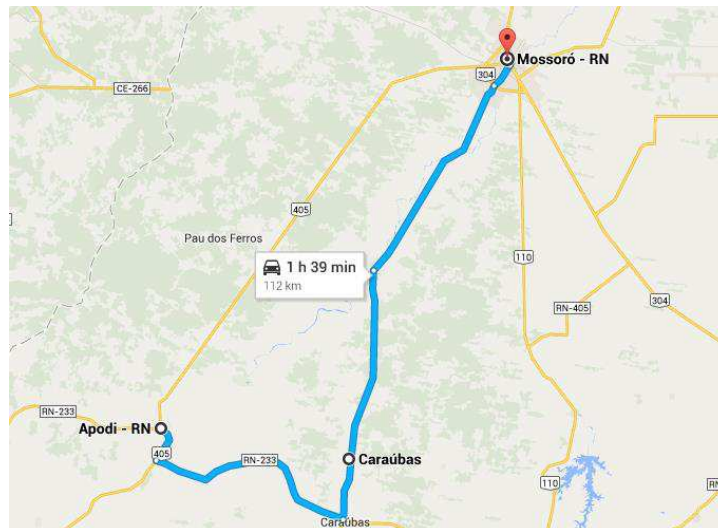 Mossoró - RN
304
CE-266
405
Pau dos Ferros
1 h 39 min
112 km
110
RN-405
304
RN-233
Apodi - RN
405
RN-233
Caraúbas
110
RN
Caraúbas